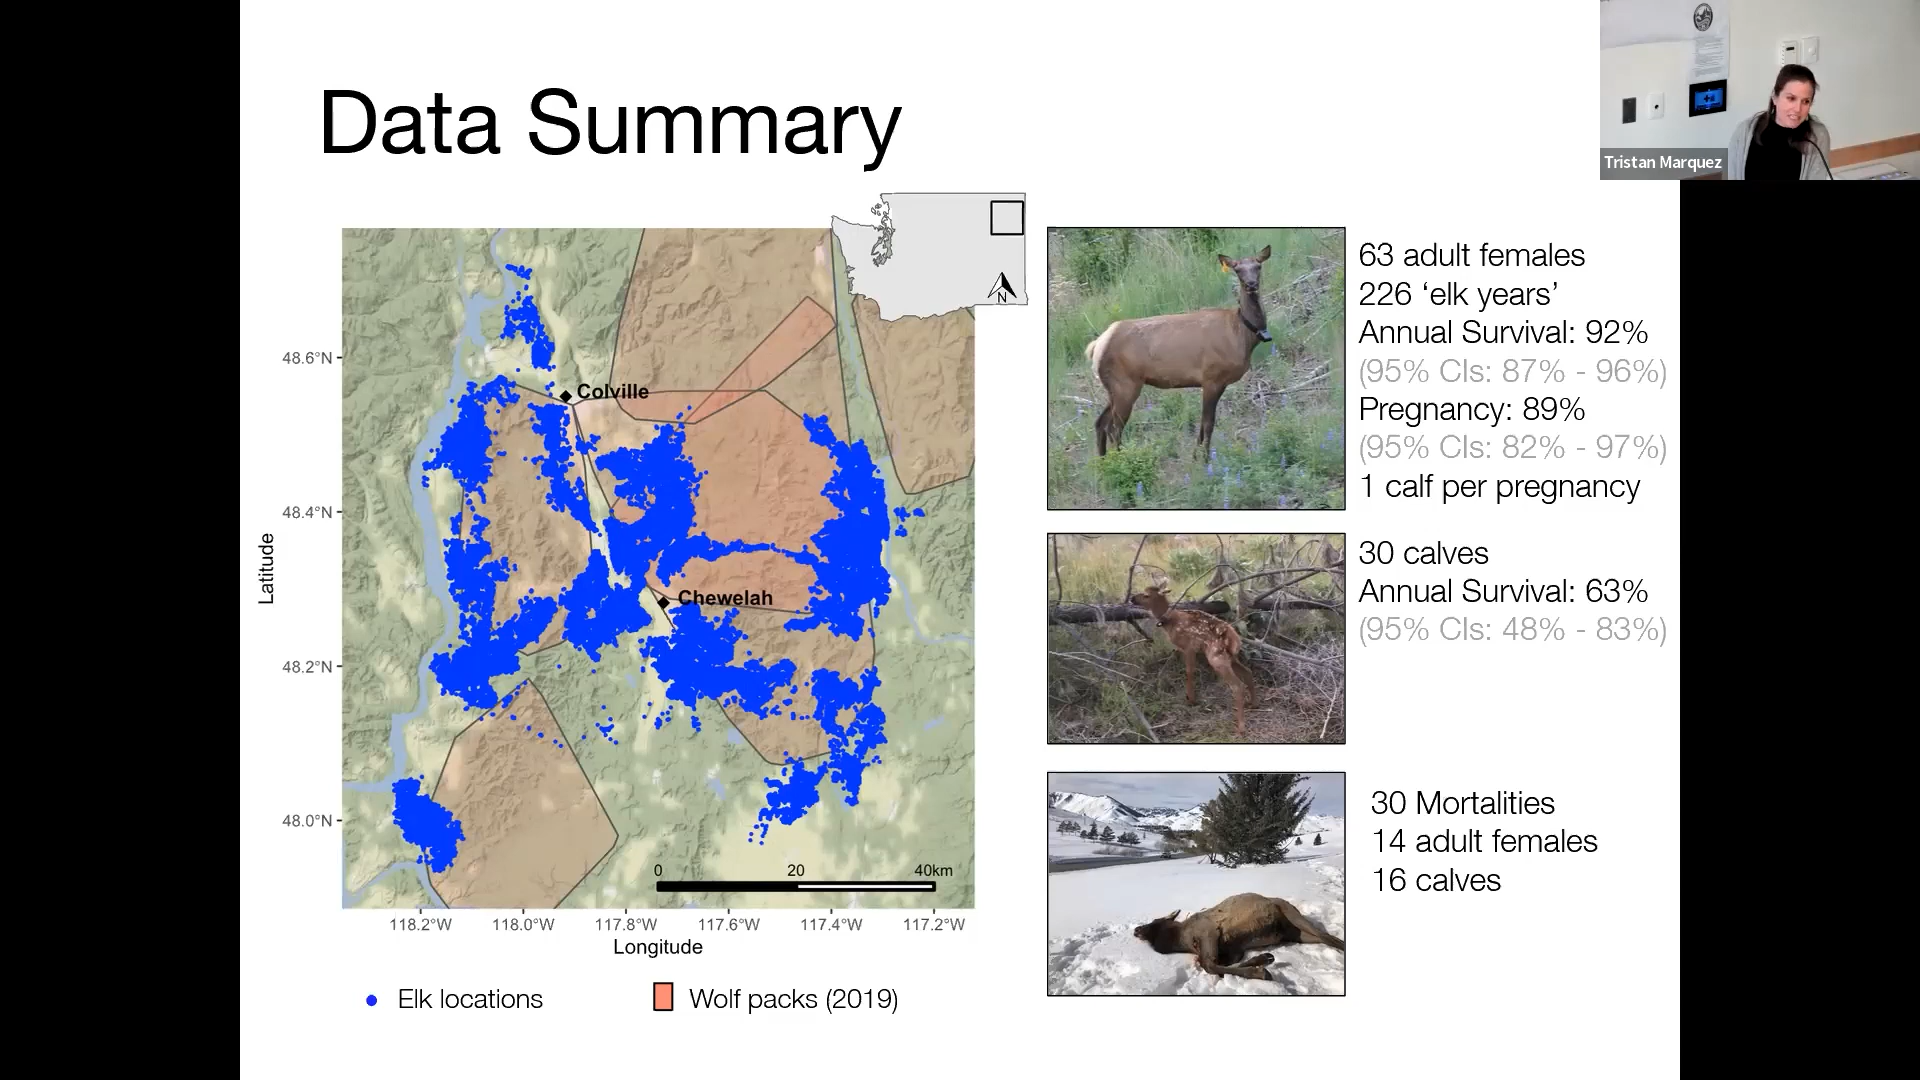 Data Summary
Tristan Marquez
N
48.6°N
48.4°N
48.2°N
48.0°N
Latitude
Colville
Chewelah
0 20 40km
118.2°W 118.0°W 117.8°W 117.6°W 117.4°W 117.2°W
Longitude
Elk locations
Wolf packs (2019)
63 adult females
226 ‘elk years’
Annual Survival: 92%
(95% CIs: 87% - 96%)
Pregnancy: 89%
(95% CIs: 82% - 97%)
1 calf per pregnancy
30 calves
Annual Survival: 63%
(95% CIs: 48% - 83%)
30 Mortalities
14 adult females
16 calves